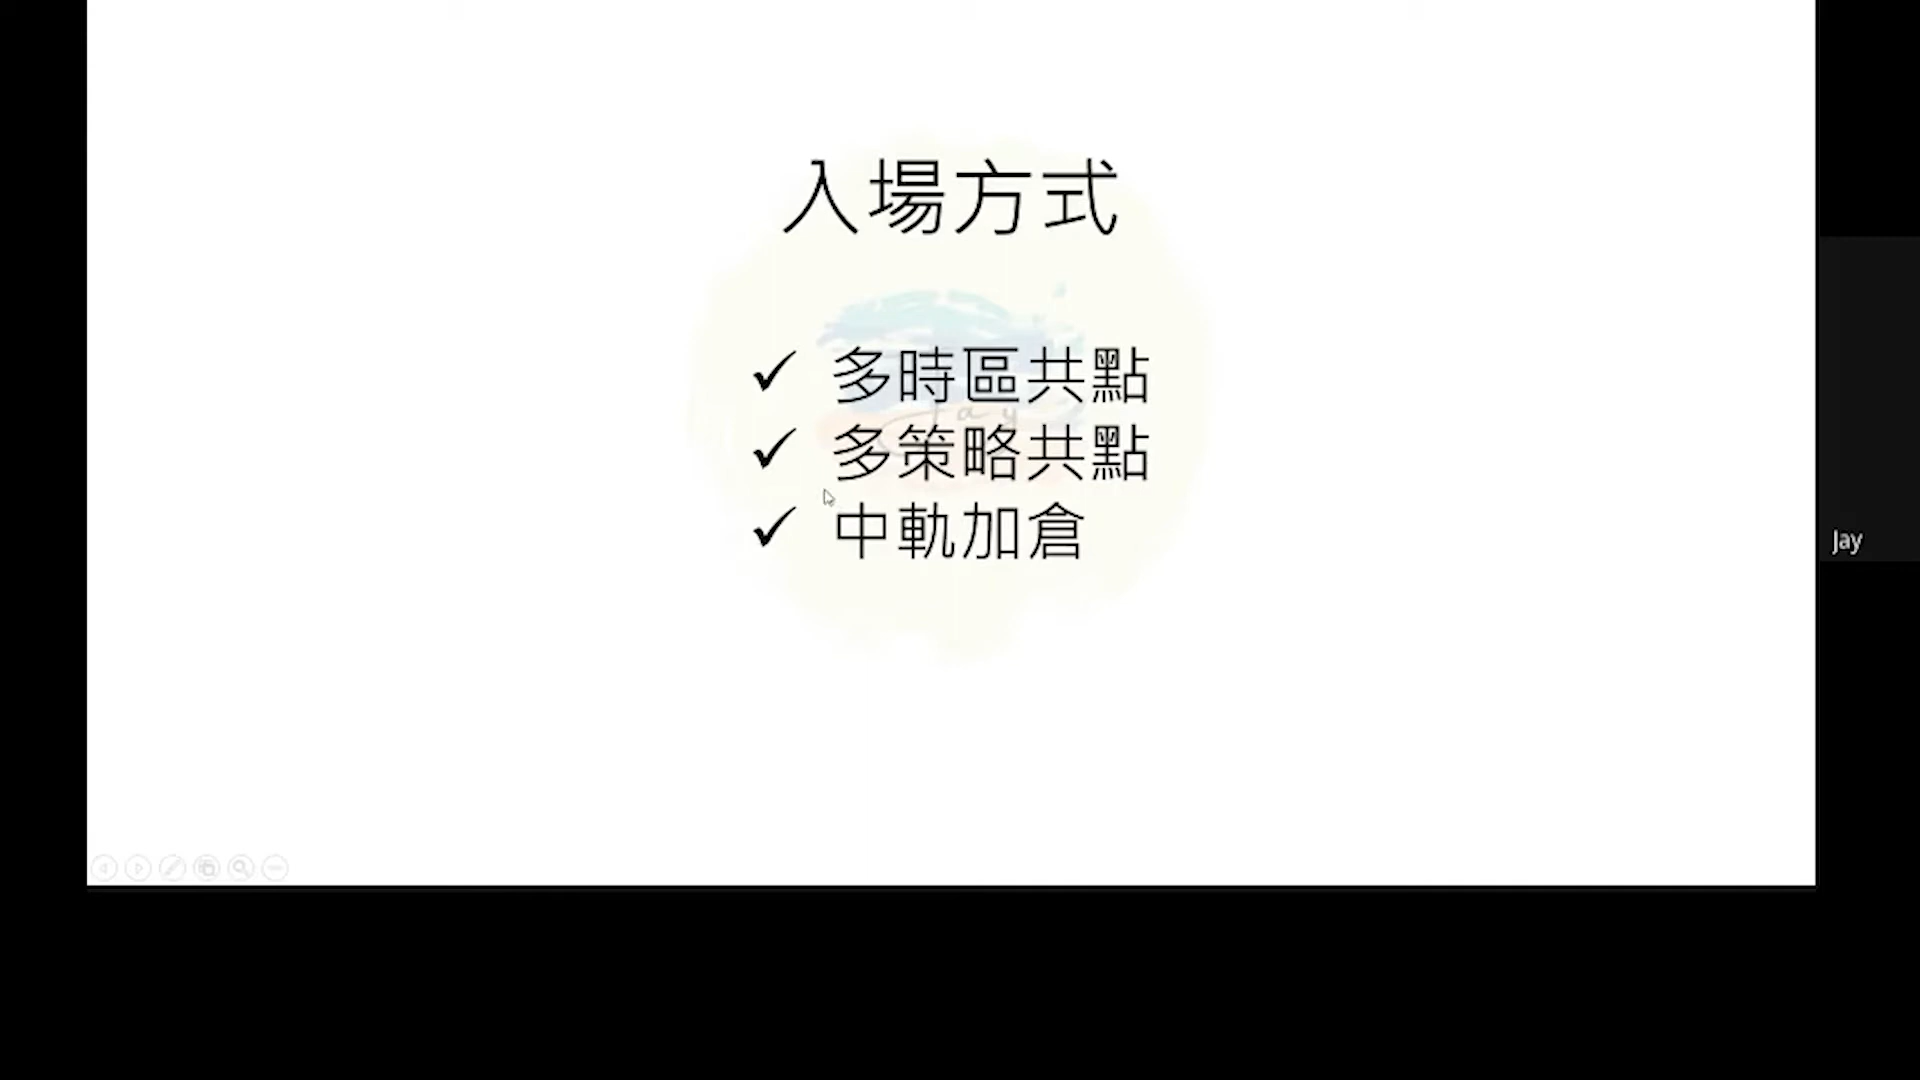 入場方式
✓ 多時區共點
Jay
✓ 多策略共點
✓ 中軌加倉
Jay